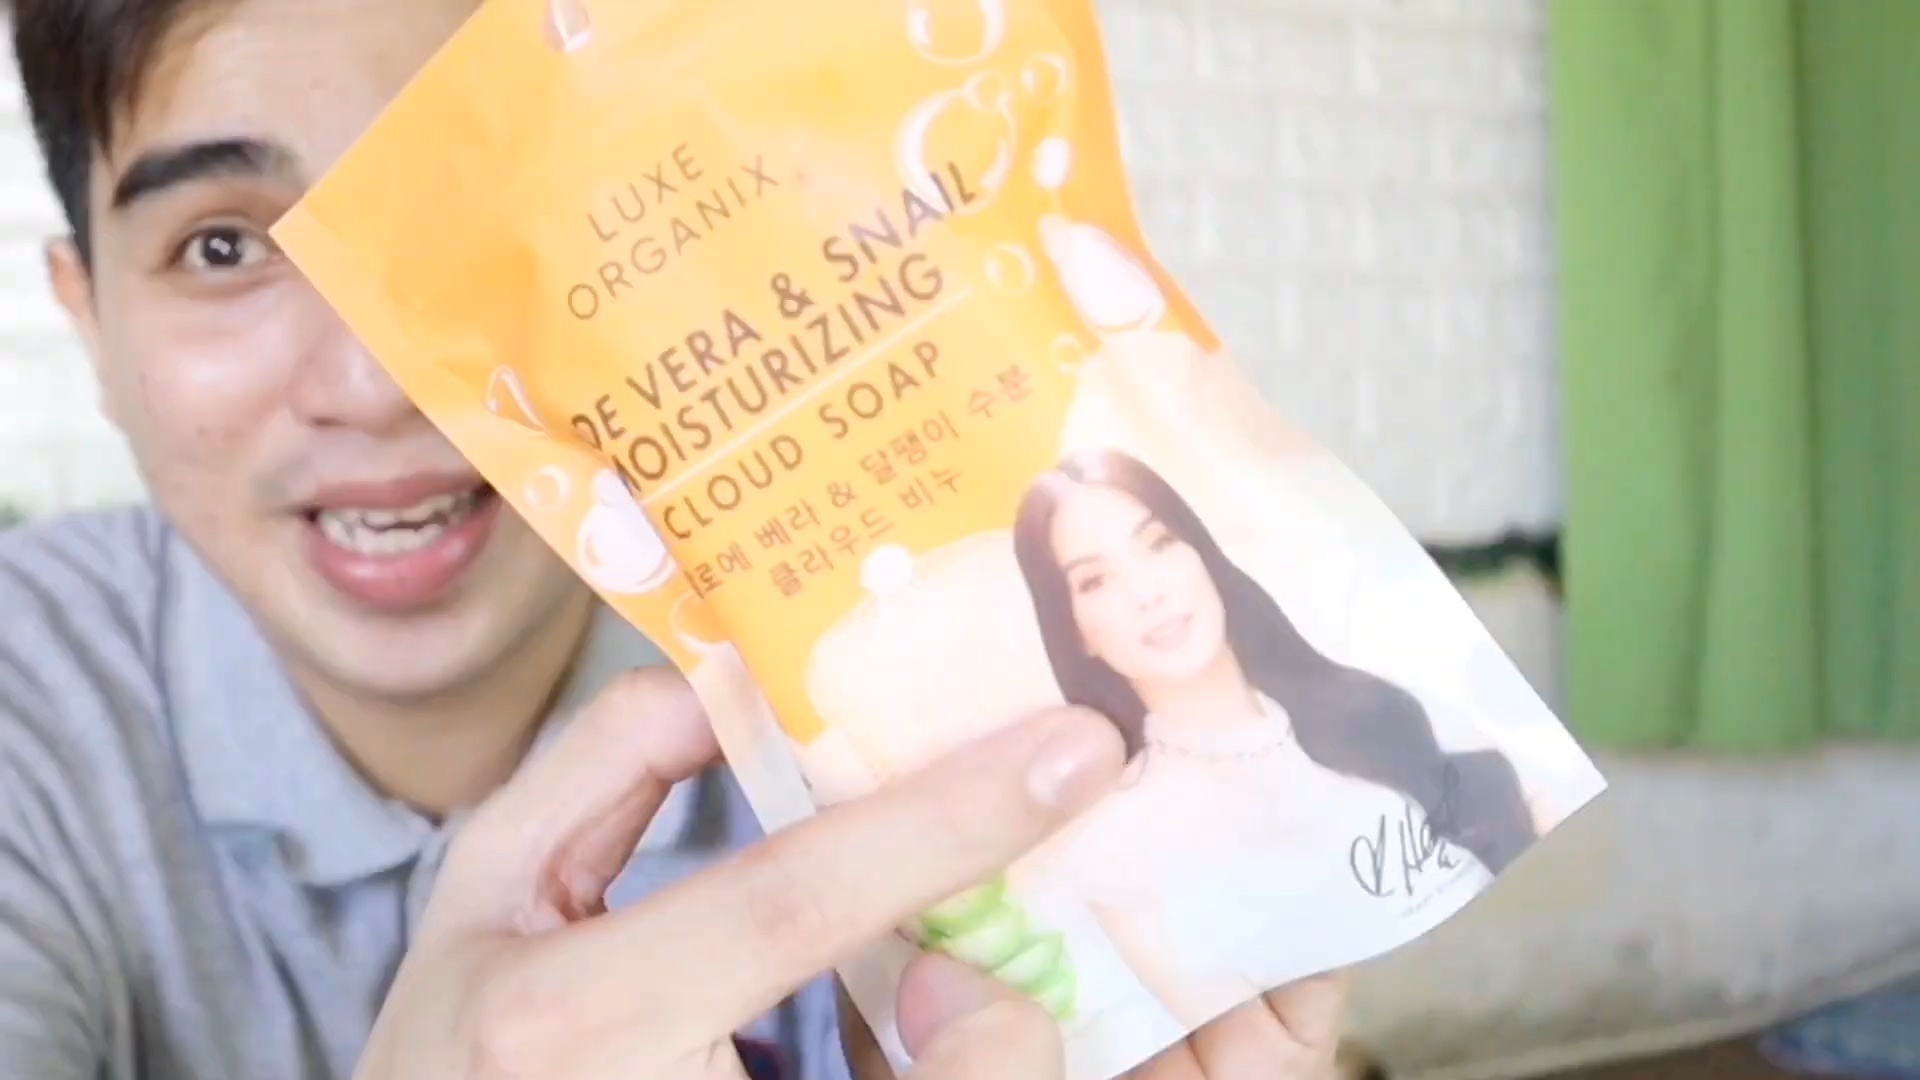 LUXE
ORGANIX
OE VERA & SNAIL
MOISTURIZING
CLOUD SOAP
로에 베라 & 달팽이 수분
클라우드 비누